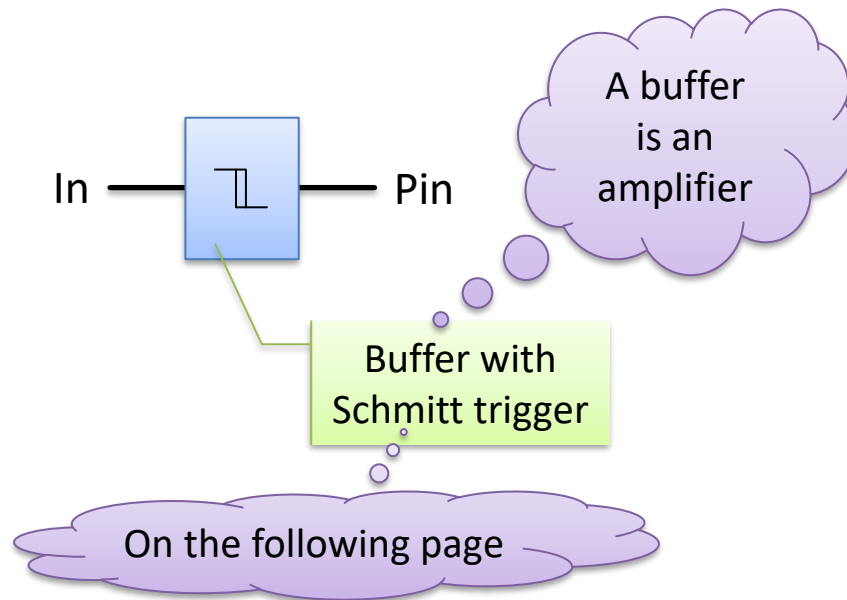 A buffer
is an
amplifier
In
Pin
Buffer with
Schmitt trigger
On the following page